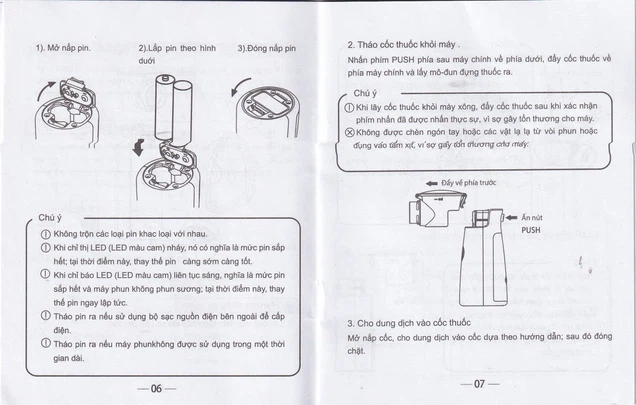 1). Mở nắp pin.
2).Lắp pin theo hình dưới
3).Đóng nắp pin
Chú ý
Không trộn các loại pin khac loại với nhau.
Khi chỉ thị LED (LED màu cam) nháy, nó có nghĩa là mức pin sắp
hết; tại thời điểm này, thay thế pin càng sớm càng tốt.
Khi chỉ báo LED (LED màu cam) liên tục sáng, nghĩa là mức pin
sắp hết và máy phun không phun sương; tại thời điểm này, thay
thế pin ngay lập tức.
Tháo pin ra nếu sử dụng bộ sạc nguồn điện bên ngoài để cấp
điện.
Tháo pin ra nếu máy phunkhông được sử dụng trong một thời
gian dài.
— 06 —
2. Tháo cốc thuốc khỏi máy .
Nhấn phím PUSH phía sau máy chính về phía dưới, đẩy cốc thuốc về
phía máy chính và lấy mô-đun đựng thuốc ra.
Chú ý
Khi lấy cốc thuốc khỏi máy xông, đẩy cốc thuốc sau khi xác nhận
phím nhấn đã được nhấn thực sự, vì sợ gây tổn thương cho máy.
Không được chèn ngón tay hoặc các vật lạ lạ từ vòi phun hoặc
đụng vào tấm xịt, vì sợ gây tổn thương cho máy.
Đẩy về phía trước
Ấn nút
PUSH
3. Cho dung dịch vào cốc thuốc
Mở nắp cốc, cho dung dịch vào cốc dựa theo hướng dẫn; sau đó đóng
chặt.
—07—